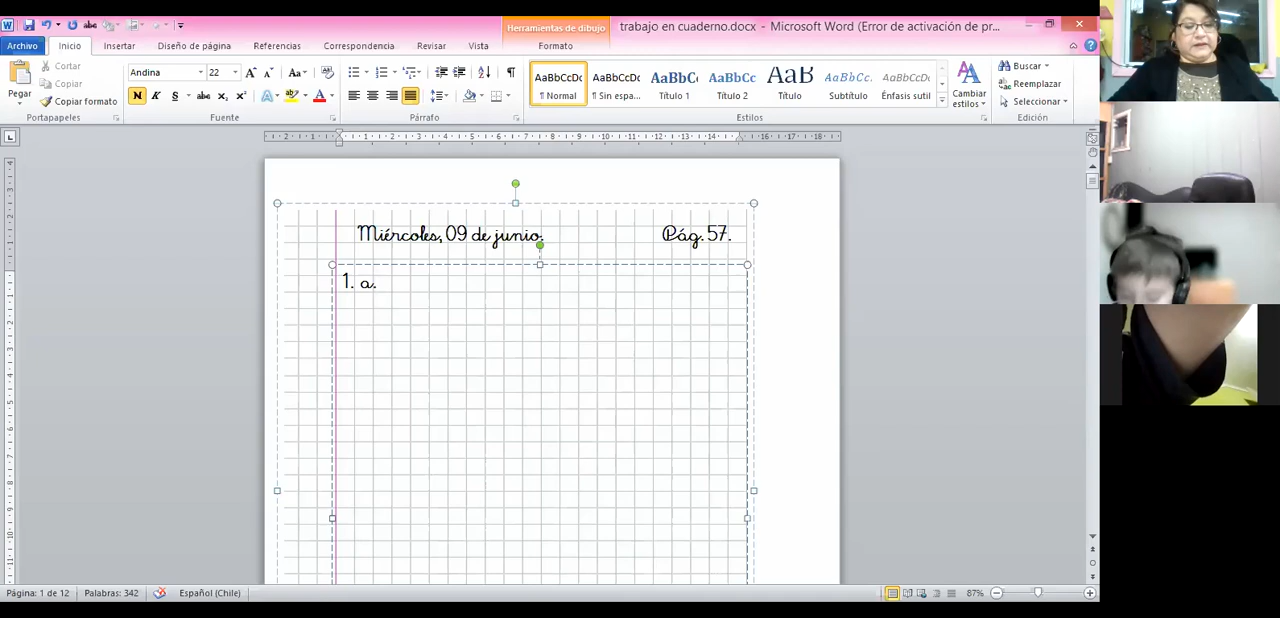 trabajo en cuaderno.docx - Microsoft Word (Error de activación de pr...
Herramientas de dibujo
Archivo Inicio Insertar Diseño de página Referencias Correspondencia Revisar Vista Formato
Pegar
Cortar
Copiar
Copiar formato
Portapapeles
Andina 22
Fuente
Párrafo
AaBbCcDc AaBbCcDc AaBbC AaBbCc AaB AaBbCcL AaBbCcDc
¶ Normal ¶ Sin espa... Título 1 Título 2 Título Subtítulo Énfasis sutil
Cambiar estilos
Estilos
Buscar
Reemplazar
Seleccionar
Edición
Miércoles, 09 de junio. Pág. 57.
1. a.
Página: 1 de 12 Palabras: 342 Español (Chile) 87%